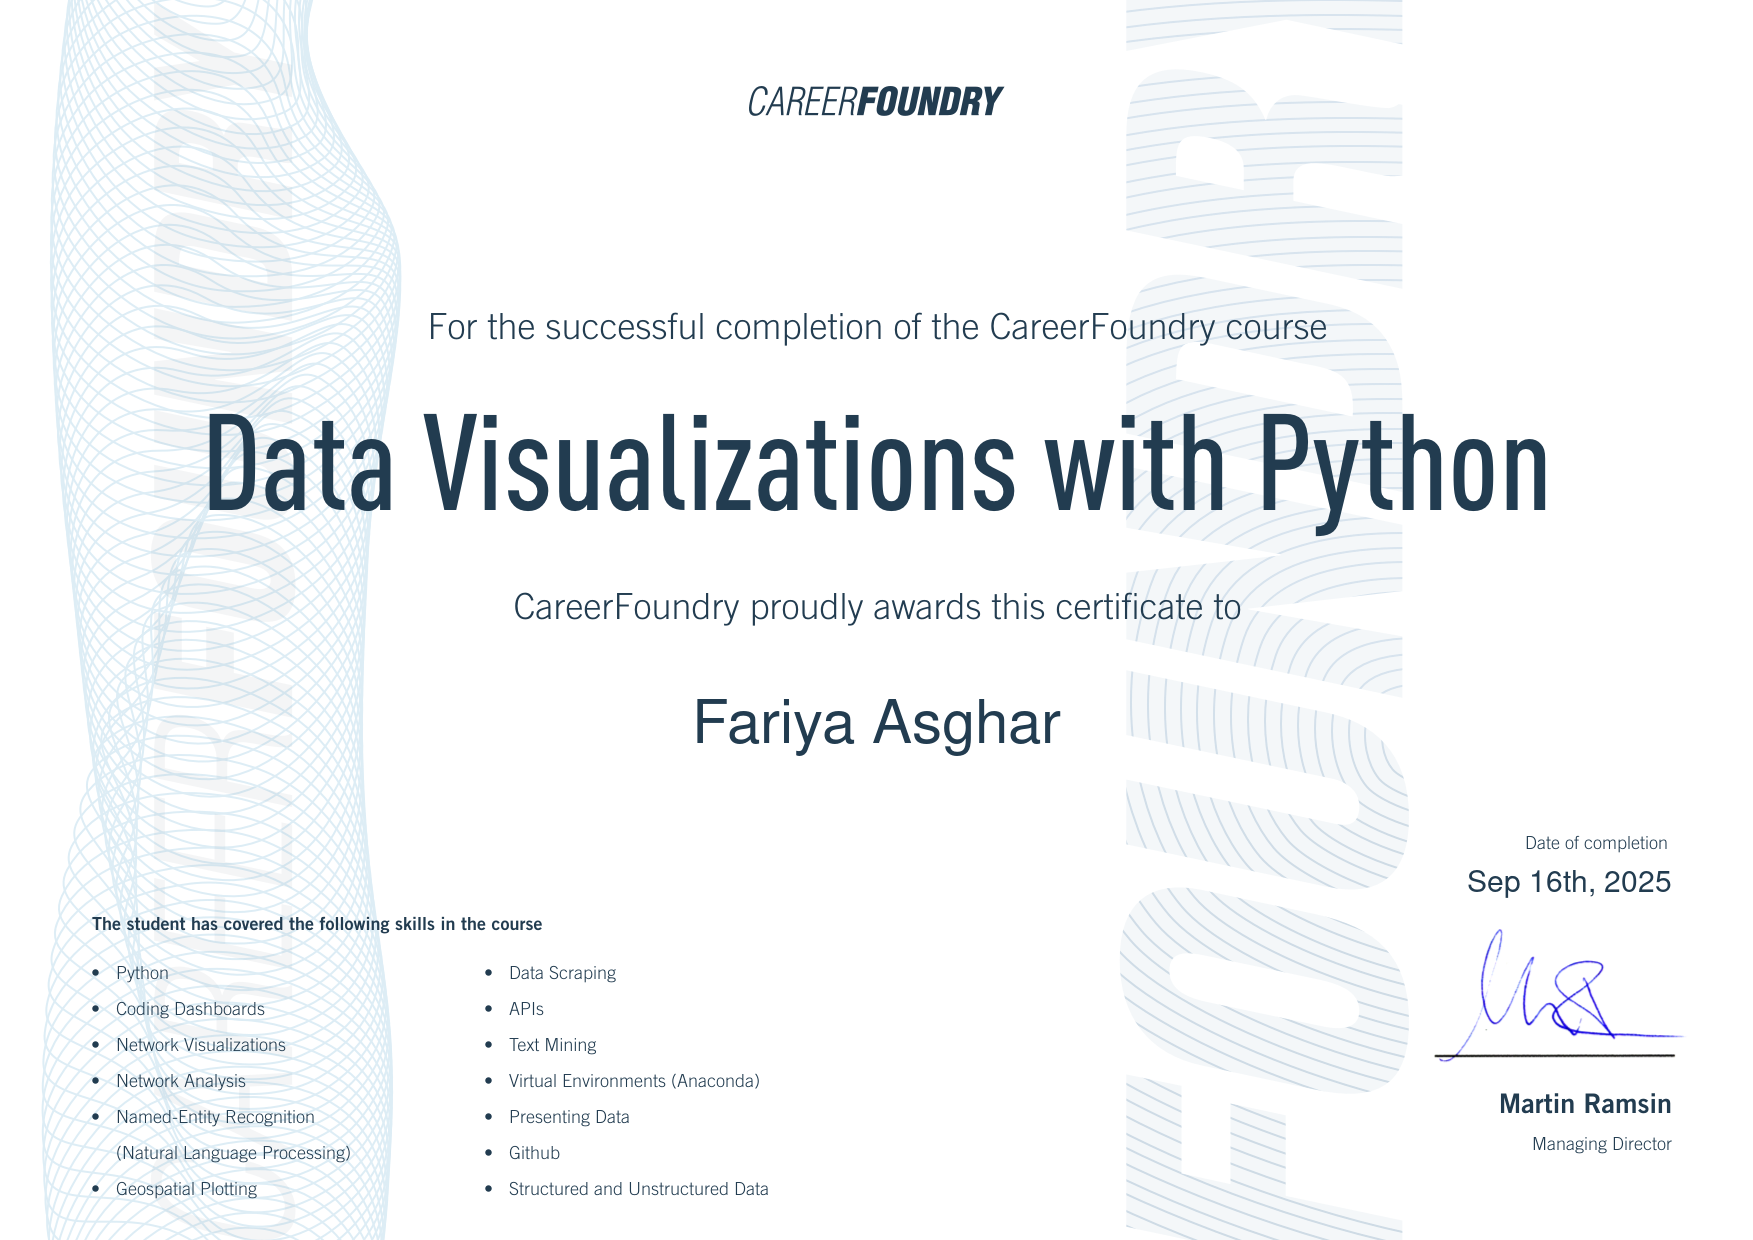 CAREERFOUNDRY
For the successful completion of the CareerFoundry course
Data Visualizations with Python
CareerFoundry proudly awards this certificate to
Fariya Asghar
Date of completion
Sep 16th, 2025
The student has covered the following skills in the course
• Python
• Coding Dashboards
• Network Visualizations
• Network Analysis
• Named-Entity Recognition
(Natural Language Processing)
• Geospatial Plotting
• Data Scraping
• APIs
• Text Mining
• Virtual Environments (Anaconda)
• Presenting Data
• Github
• Structured and Unstructured Data
Martin Ramsin
Managing Director
FOUNDRY
CAREERFOUNDRY